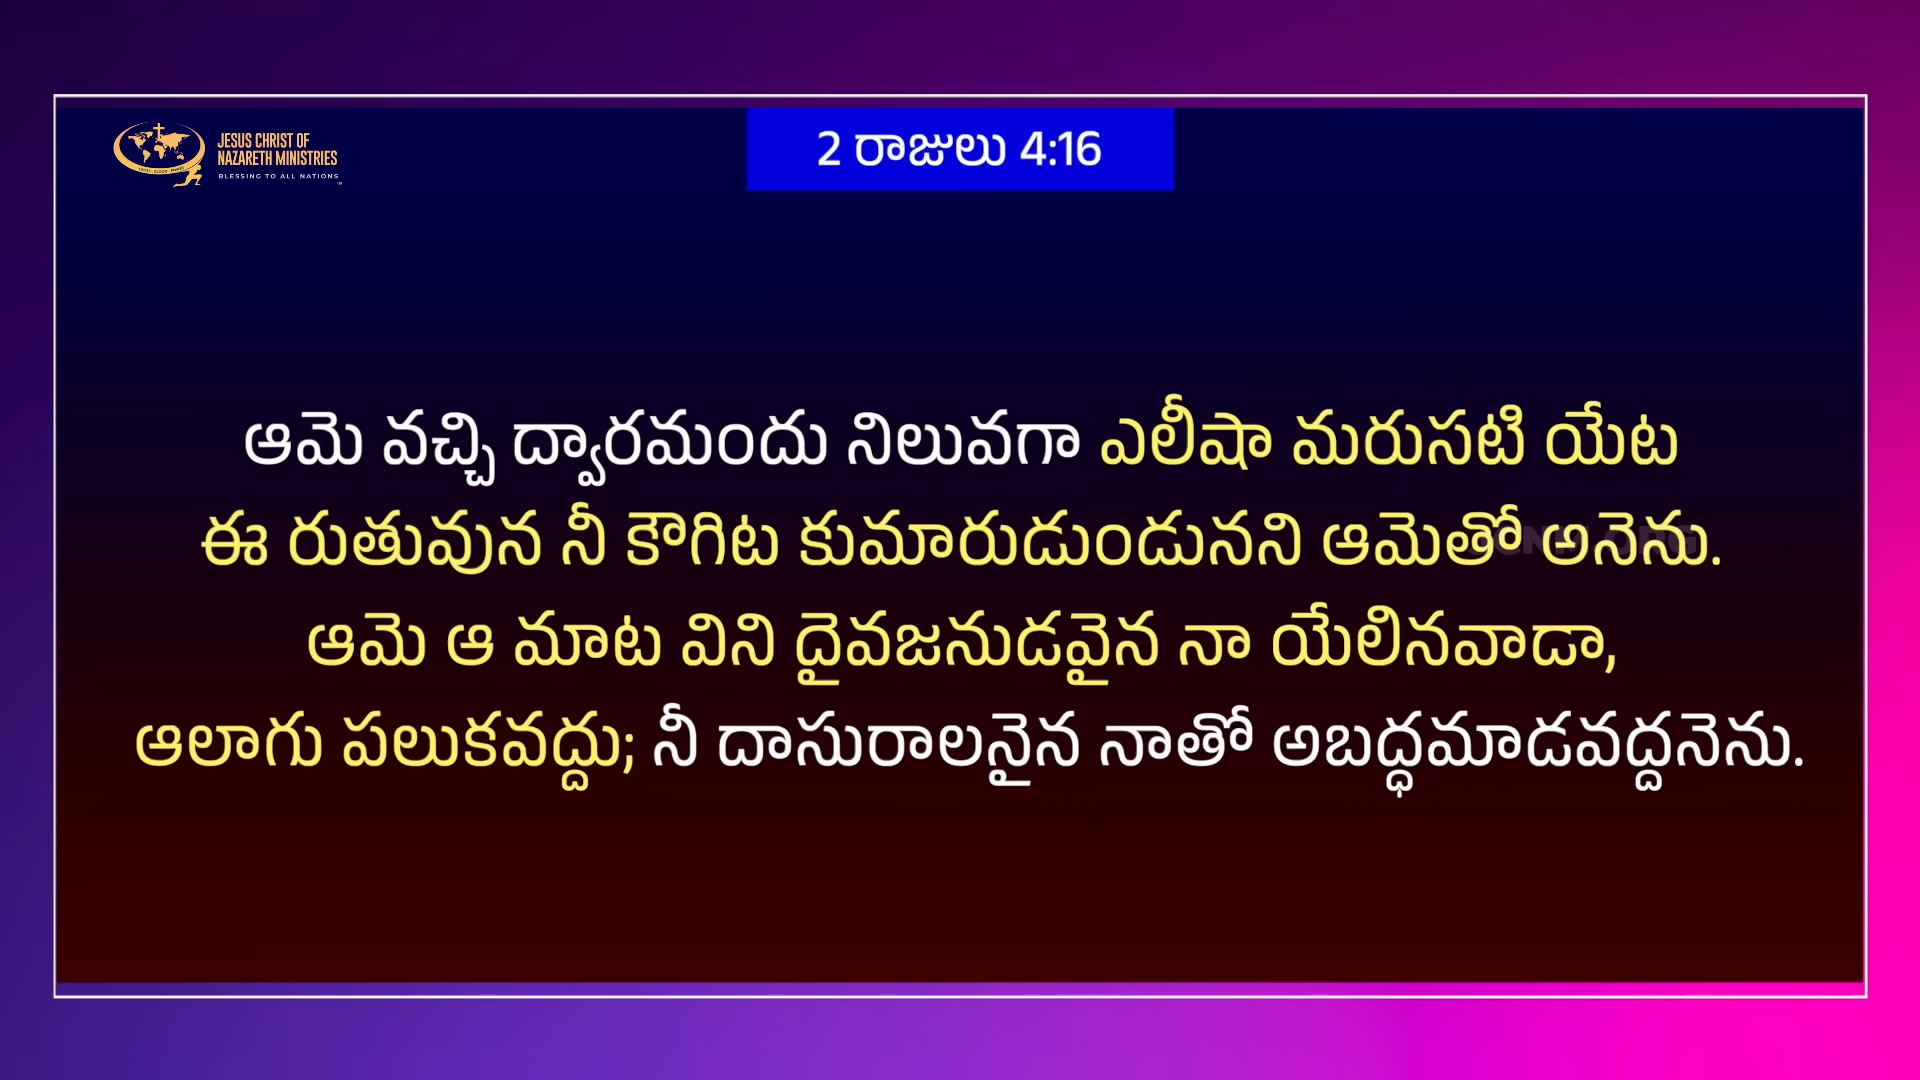 JESUS CHRIST OF
NAZARETH MINISTRIES
BLESSING TO ALL NATIONS
2 రాజులు 4:16
ఆమె వచ్చి ద్వారమందు నిలువగా ఎలీషా మరుసటి యేట
ఈ రుతువున నీ కౌగిట కుమారుడుండునని ఆమెతో అనెను.
ఆమె ఆ మాట విని దైవజనుడవైన నా యేలినవాడా,
ఆలాగు పలుకవద్దు; నీ దాసురాలనైన నాతో అబద్ధమాడవద్దనెను.